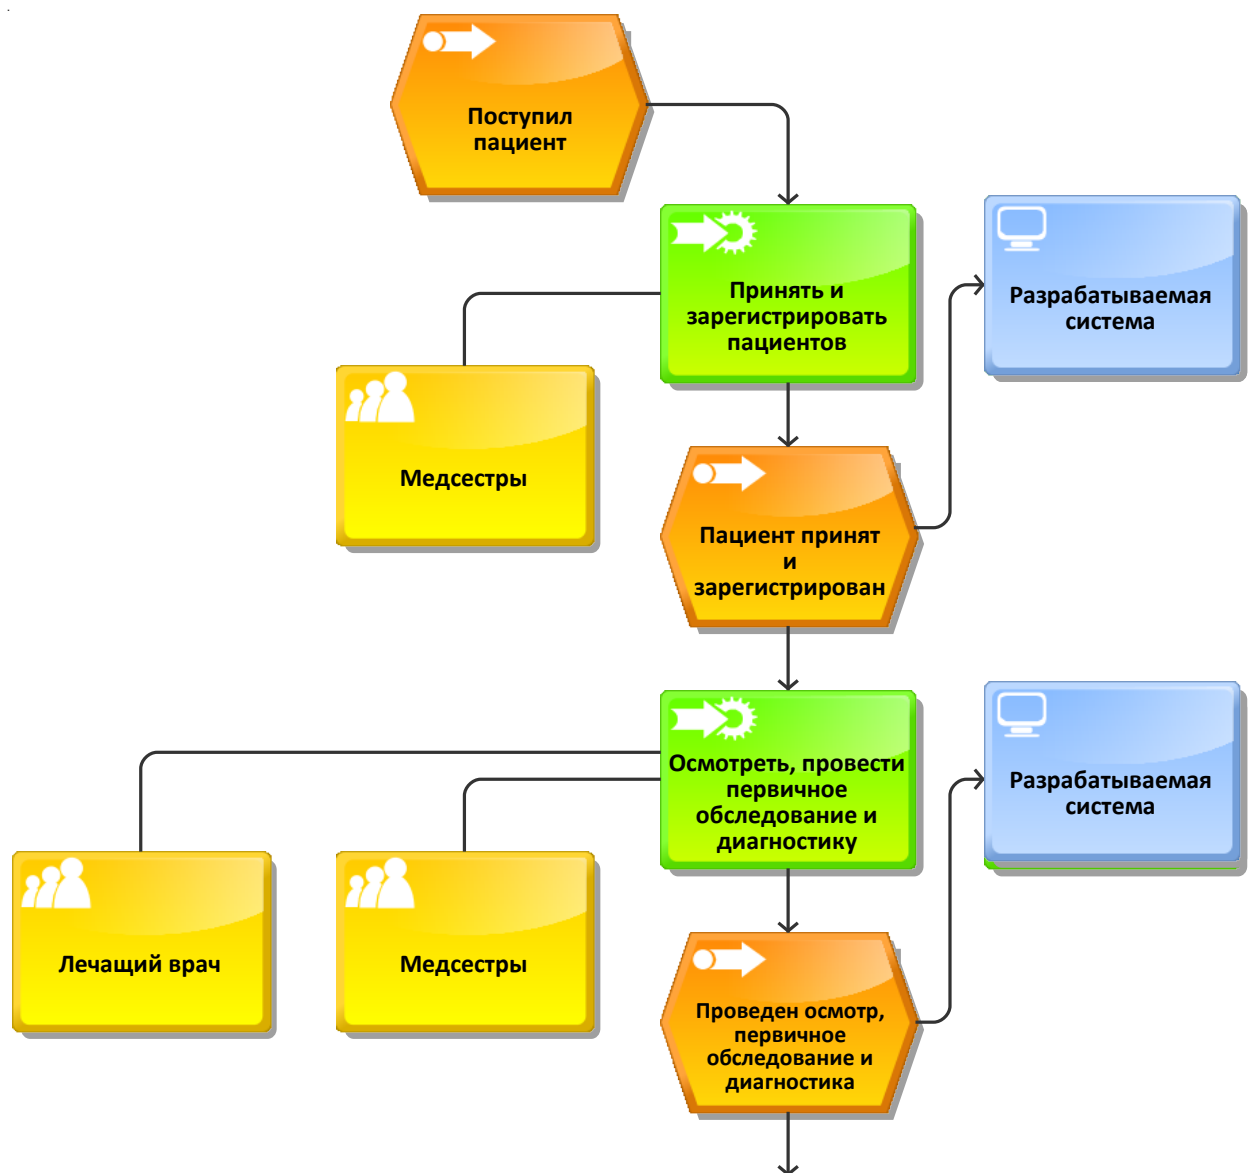 Поступил
пациент
Принять и
зарегистрировать
пациентов
Разрабатываемая
система
Медсестры
Пациент принят
и
зарегистрирован
Осмотреть, провести
первичное
обследование и
диагностику
Разрабатываемая
система
Лечащий врач
Медсестры
Проведен осмотр,
первичное
обследование и
диагностика